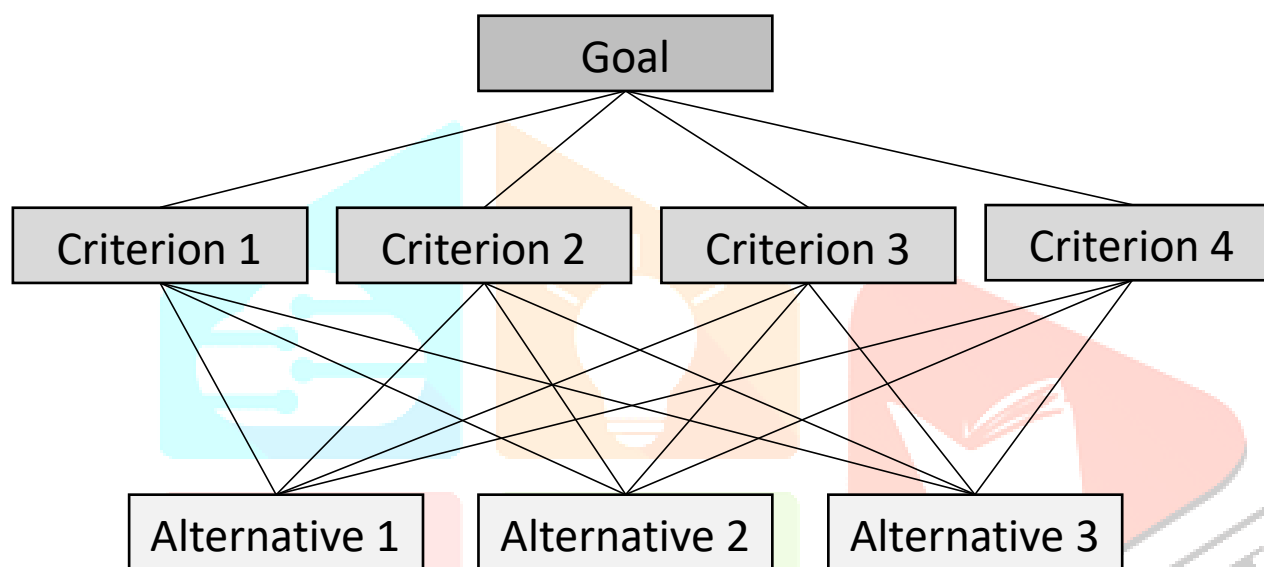 Goal
Criterion 1
Criterion 2
Criterion 3
Criterion 4
Alternative 1
Alternative 2
Alternative 3